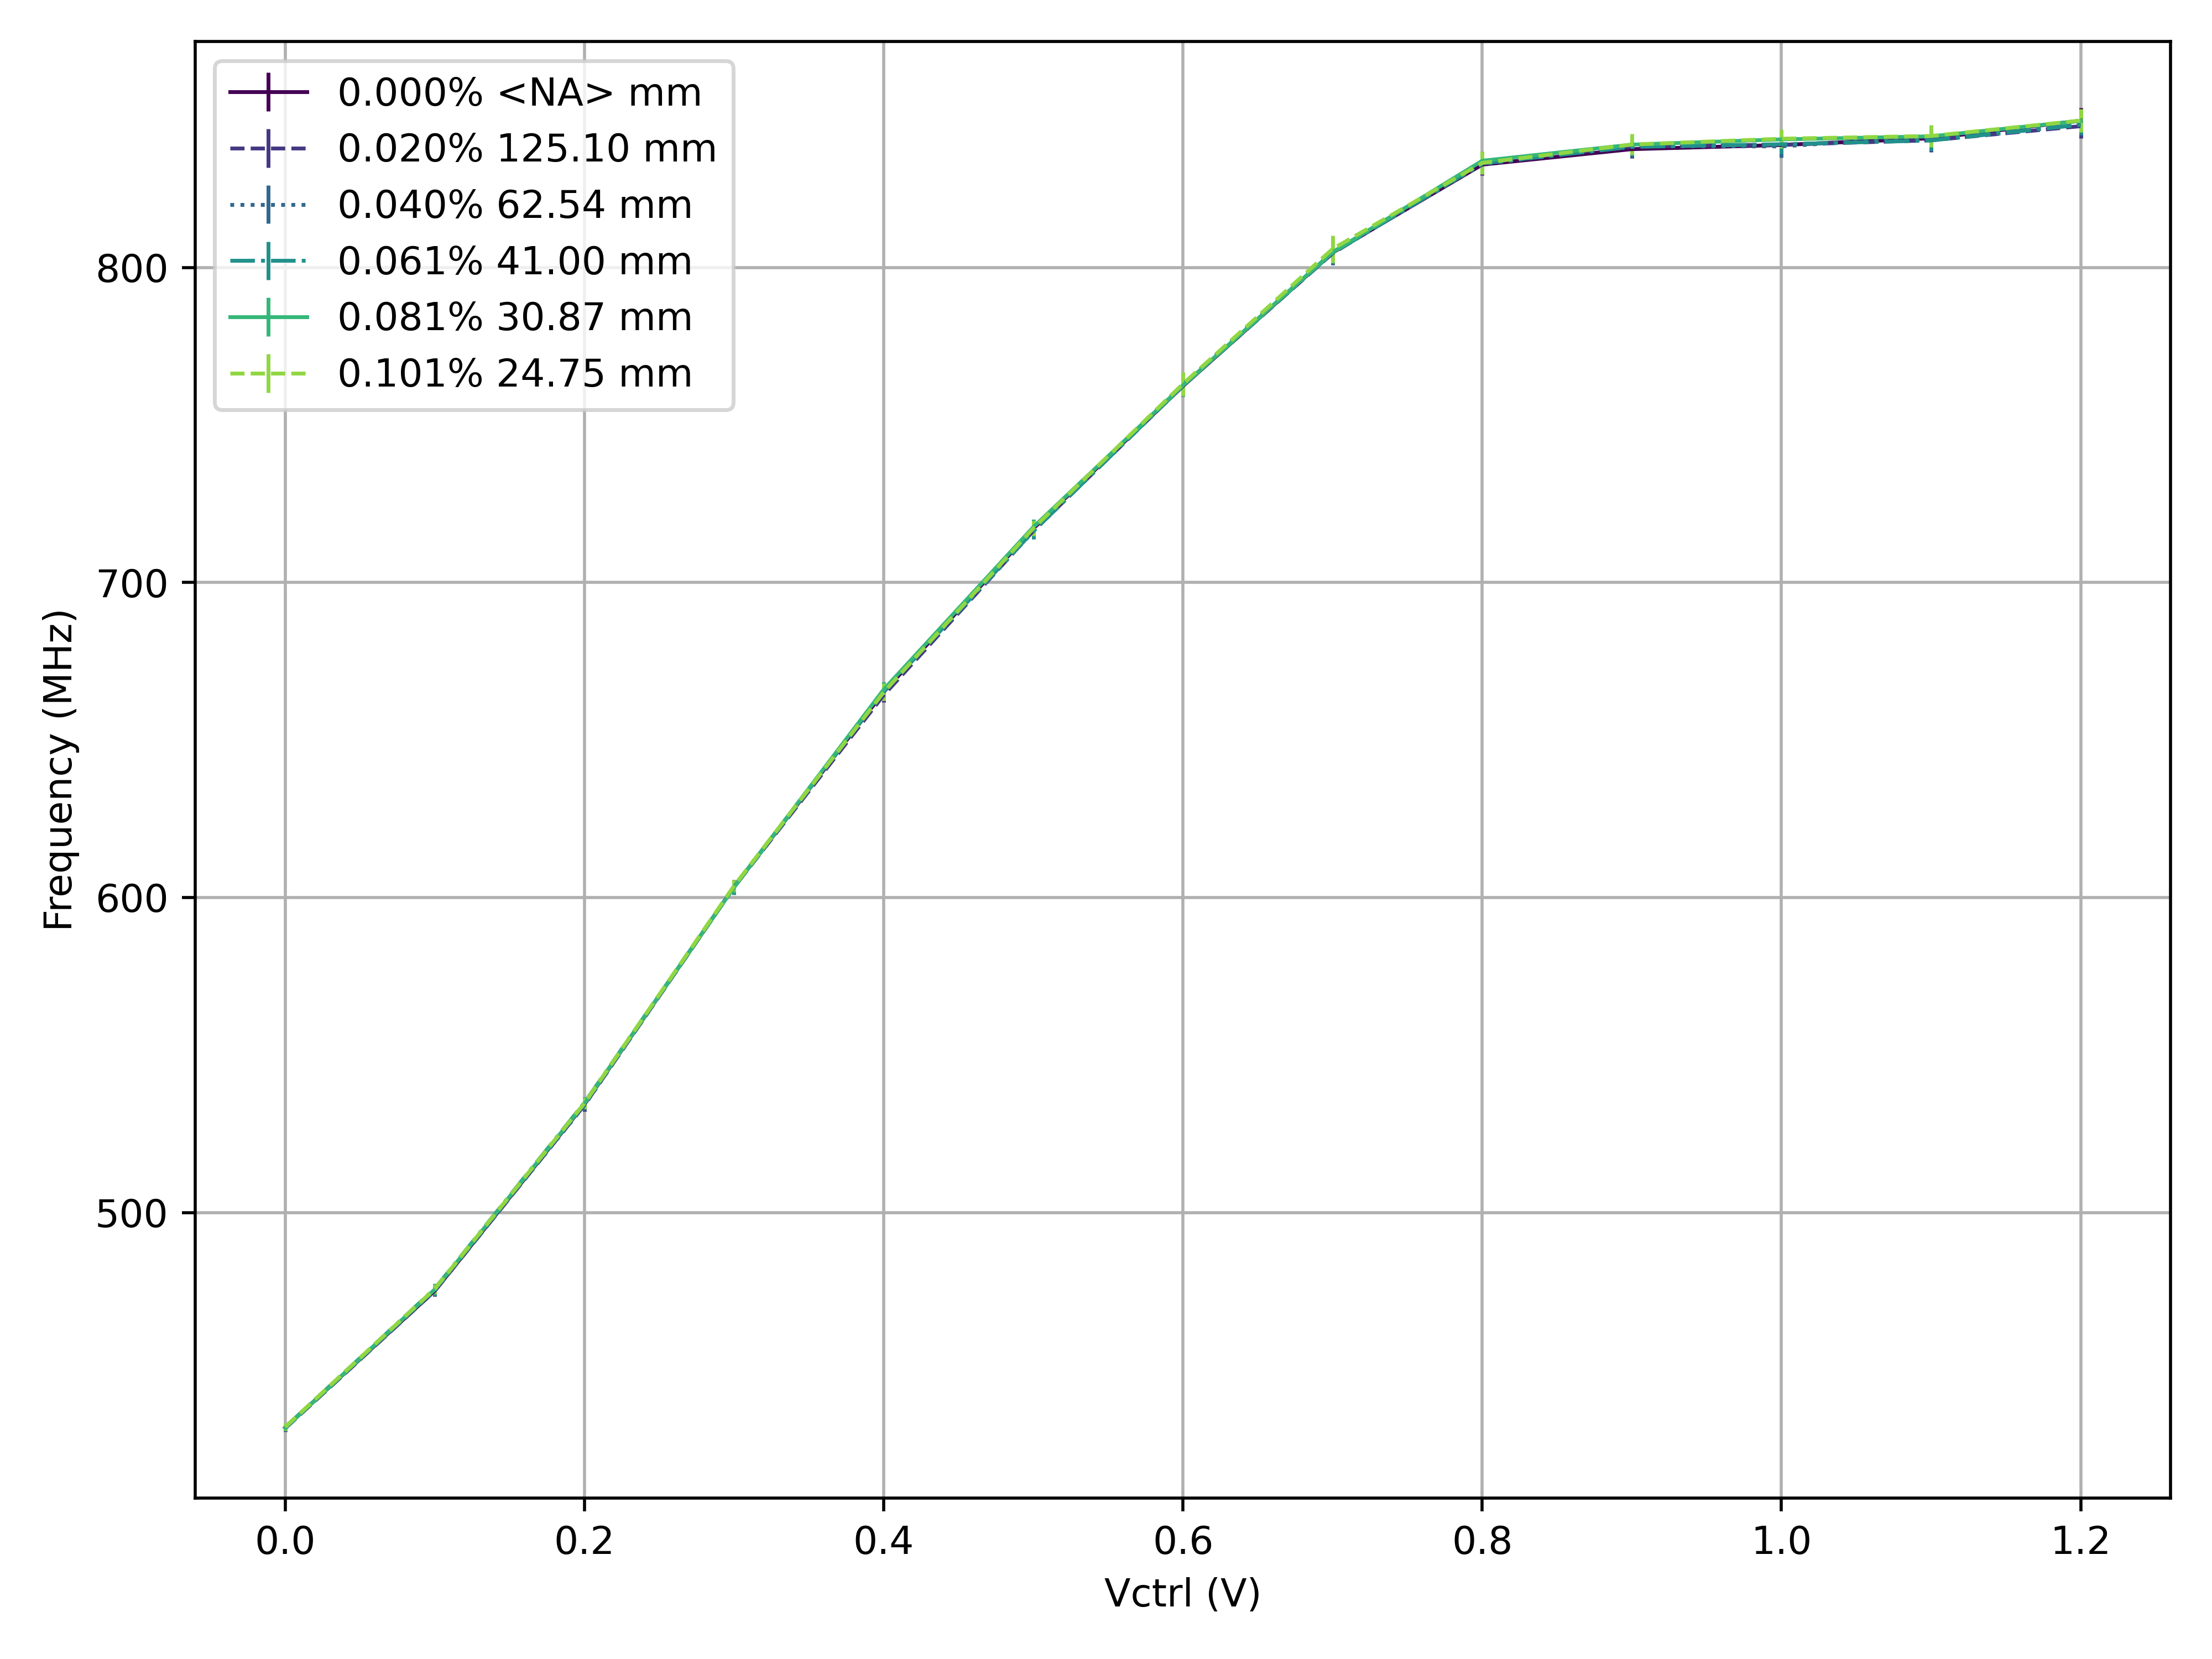 0.000% <NA> mm
0.020% 125.10 mm
0.040% 62.54 mm
0.061% 41.00 mm
0.081% 30.87 mm
0.101% 24.75 mm
800
700
600
500
Frequency (MHz)
0.0 0.2 0.4 0.6 0.8 1.0 1.2
Vctrl (V)